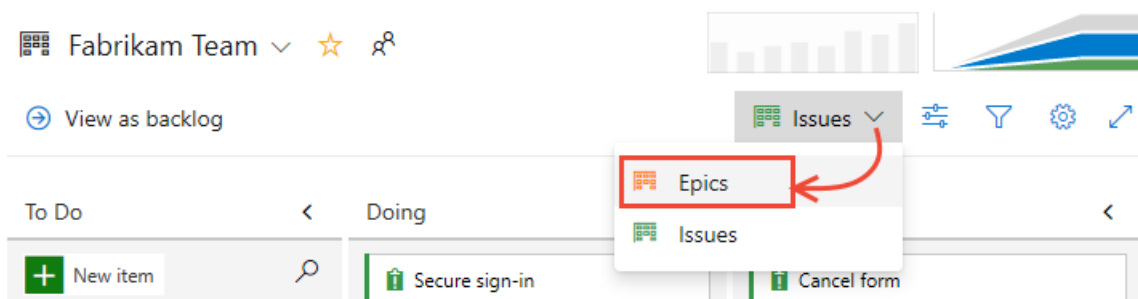 Fabrikam Team
View as backlog
Issues
Epics
Issues
To Do
Doing
New item
Secure sign-in
Cancel form